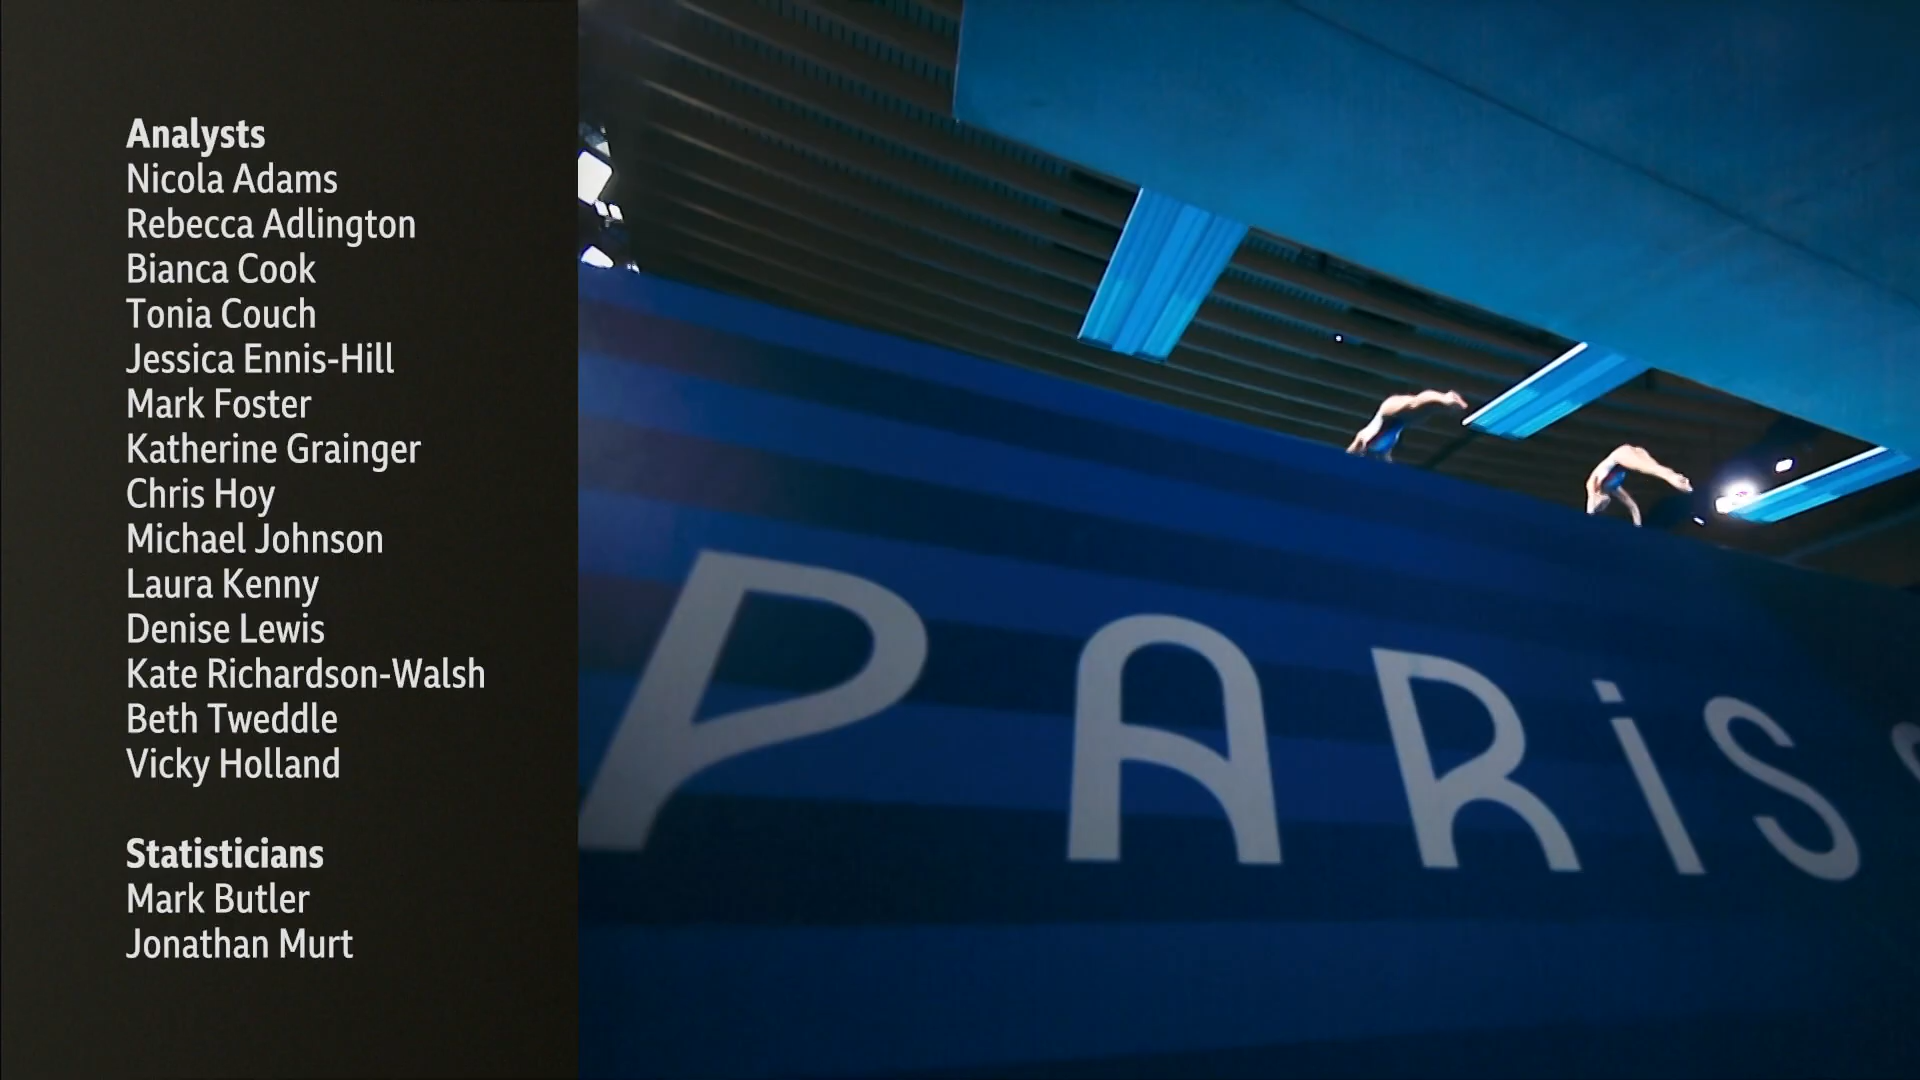 Analysts
Nicola Adams
Rebecca Adlington
Bianca Cook
Tonia Couch
Jessica Ennis-Hill
Mark Foster
Katherine Grainger
Chris Hoy
Michael Johnson
Laura Kenny
Denise Lewis
Kate Richardson-Walsh
Beth Tweddle
Vicky Holland
Statisticians
Mark Butler
Jonathan Murt
PARiS